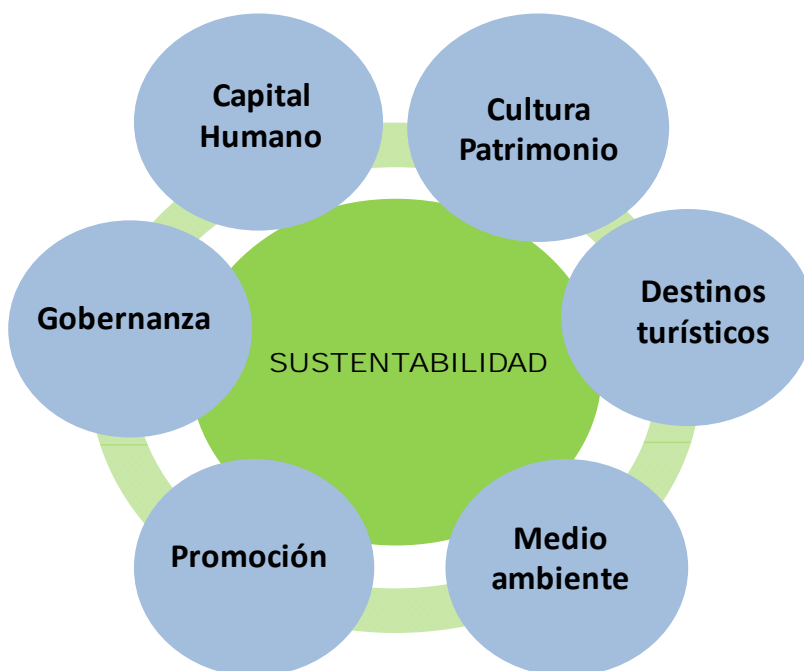 Capital
Humano
Cultura
Patrimonio
Gobernanza
Destinos
turísticos
SUSTENTABILIDAD
Promoción
Medio
ambiente